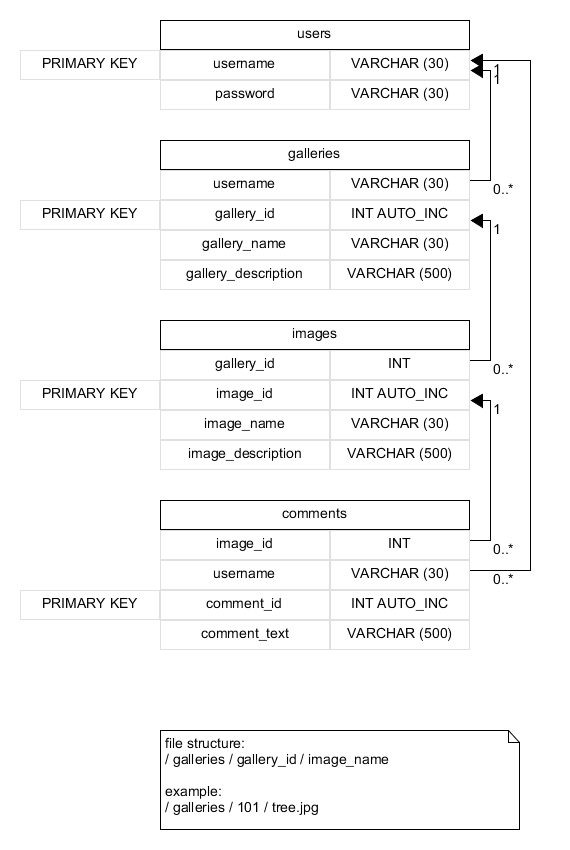 users
PRIMARY KEY username VARCHAR (30)
password VARCHAR (30)
1
1
galleries
username VARCHAR (30)
0..*
PRIMARY KEY gallery_id INT AUTO_INC
1
gallery_name VARCHAR (30)
gallery_description VARCHAR (500)
images
gallery_id INT
0..*
PRIMARY KEY image_id INT AUTO_INC
1
image_name VARCHAR (30)
image_description VARCHAR (500)
comments
image_id INT
0..*
username VARCHAR (30)
0..*
PRIMARY KEY comment_id INT AUTO_INC
comment_text VARCHAR (500)
file structure:
/ galleries / gallery_id / image_name
example:
/ galleries / 101 / tree.jpg